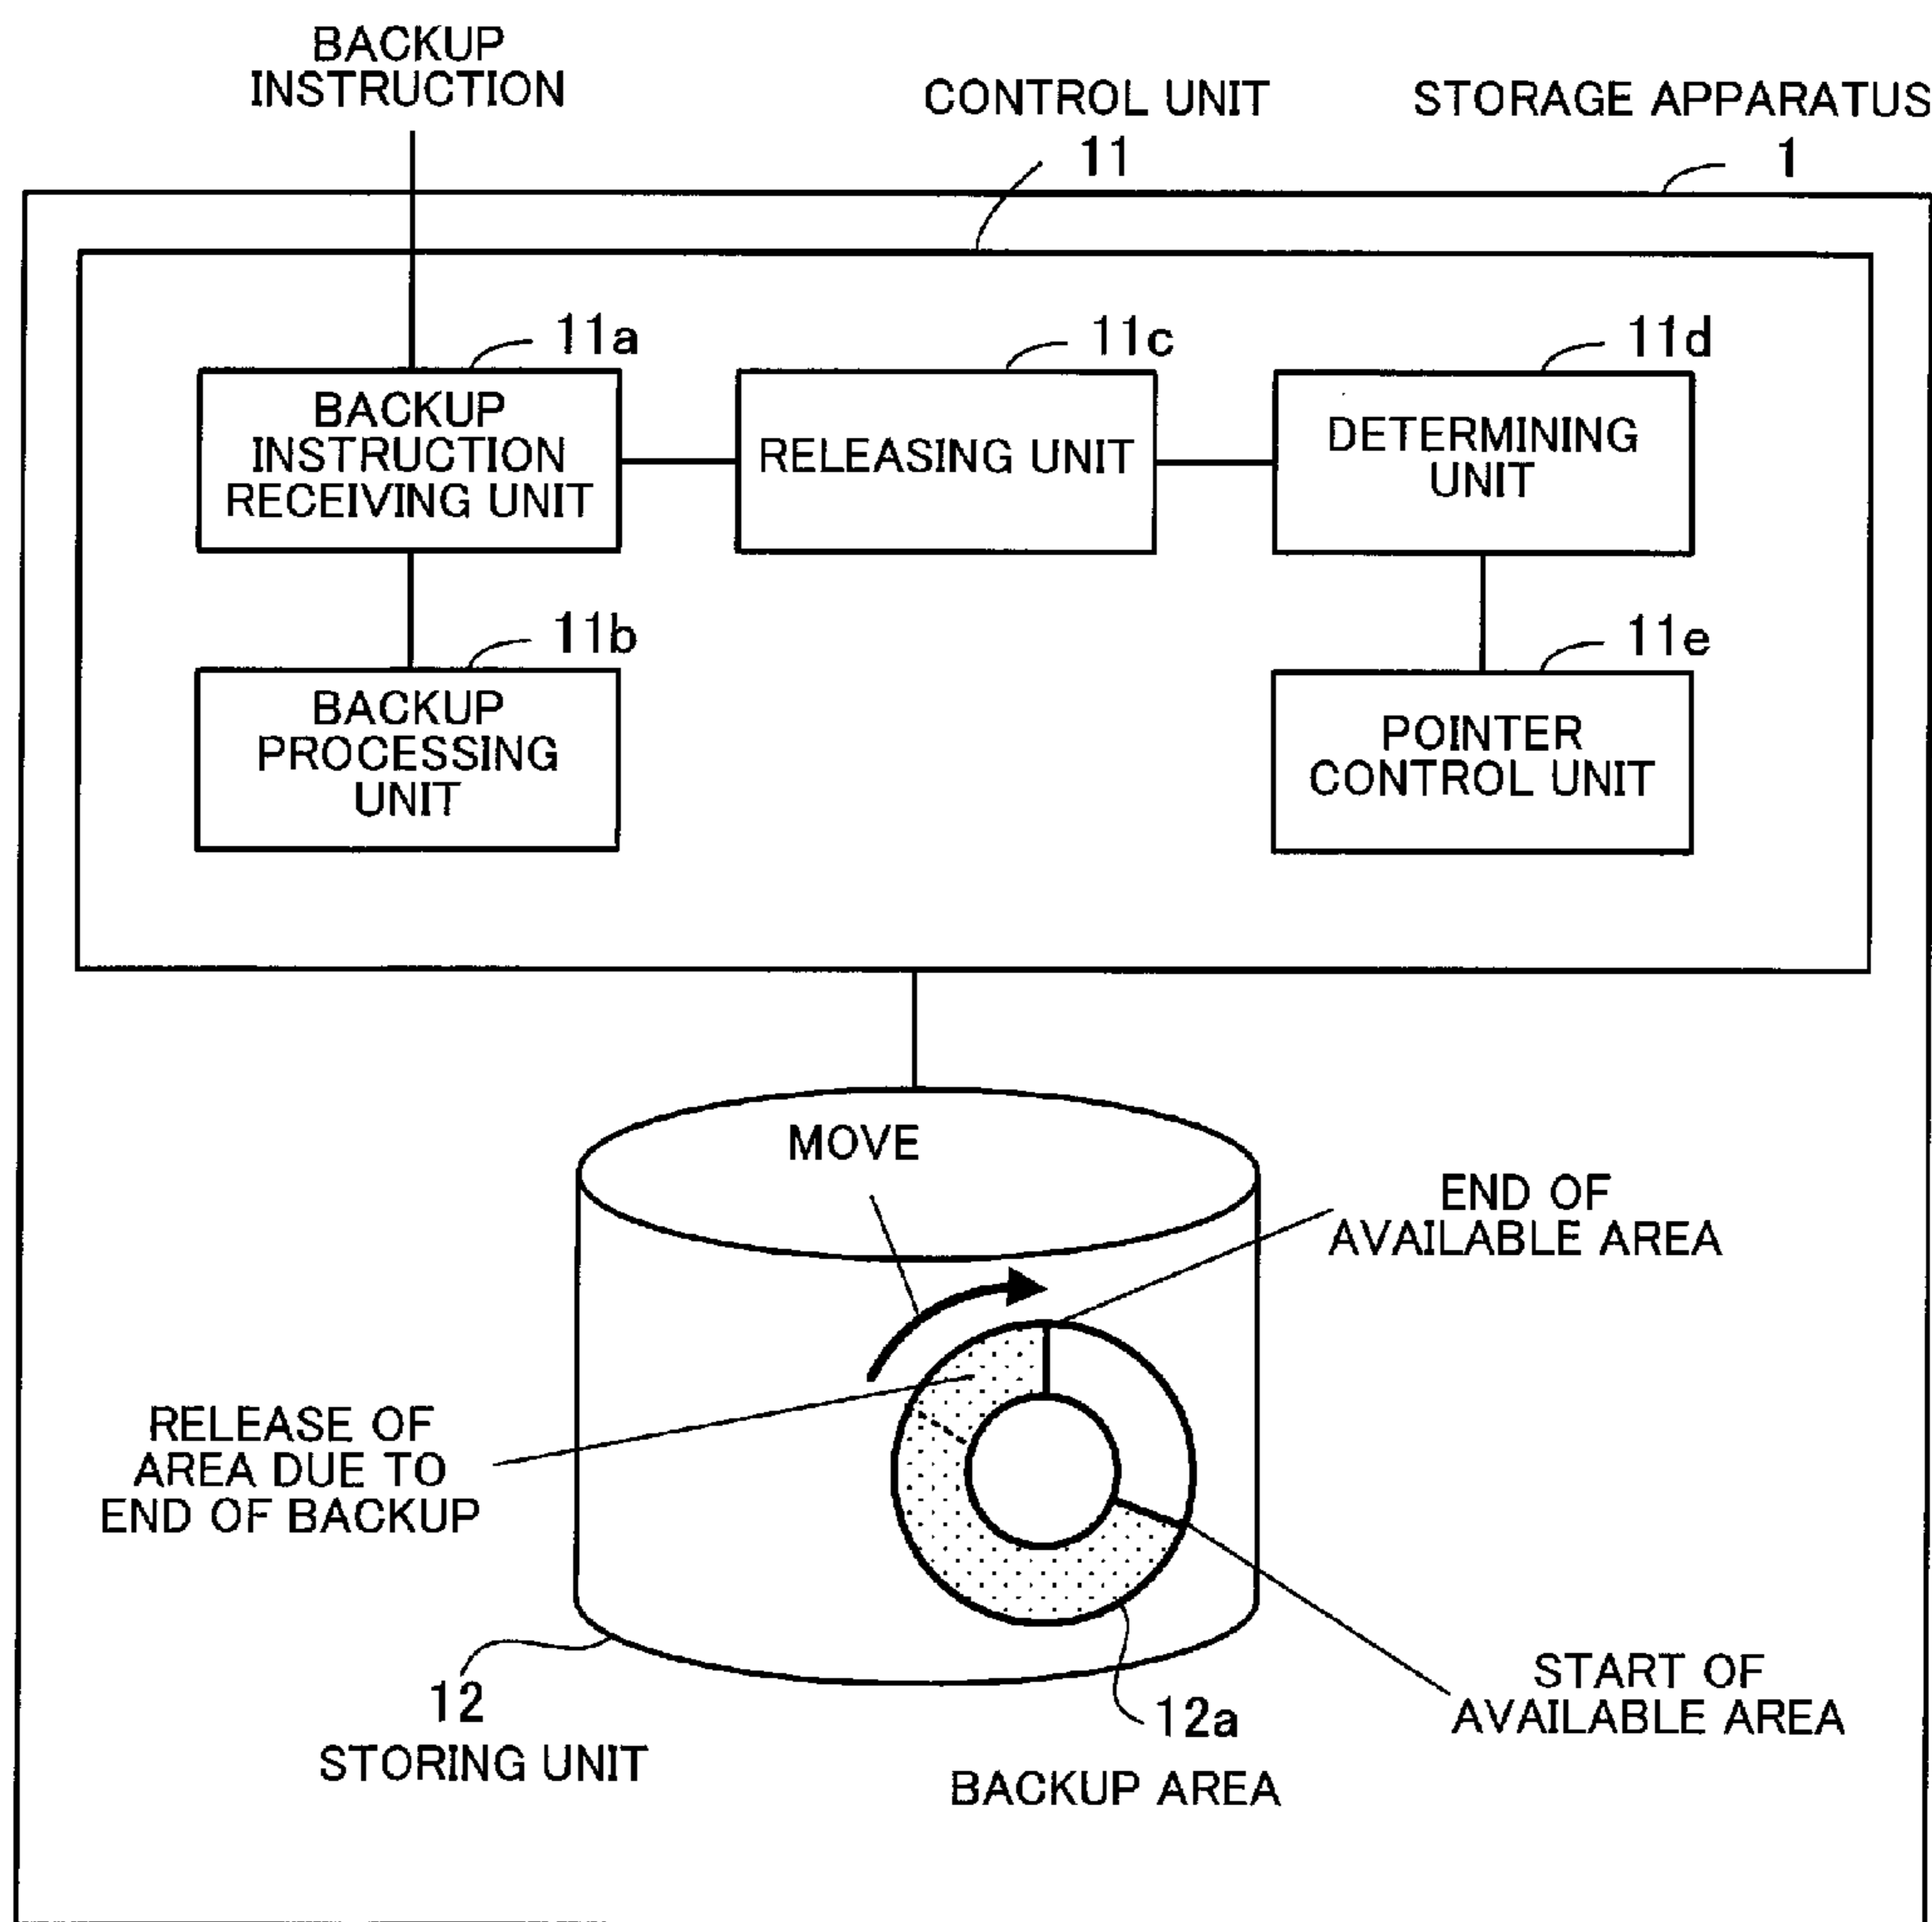 BACKUP
INSTRUCTION
CONTROL UNIT
11
STORAGE APPARATUS
1
11a
BACKUP
INSTRUCTION
RECEIVING UNIT
11c
RELEASING UNIT
11d
DETERMINING
UNIT
11b
BACKUP
PROCESSING
UNIT
11e
POINTER
CONTROL UNIT
MOVE
END OF
AVAILABLE AREA
RELEASE OF
AREA DUE TO
END OF BACKUP
START OF
AVAILABLE AREA
12
STORING UNIT
12a
BACKUP AREA